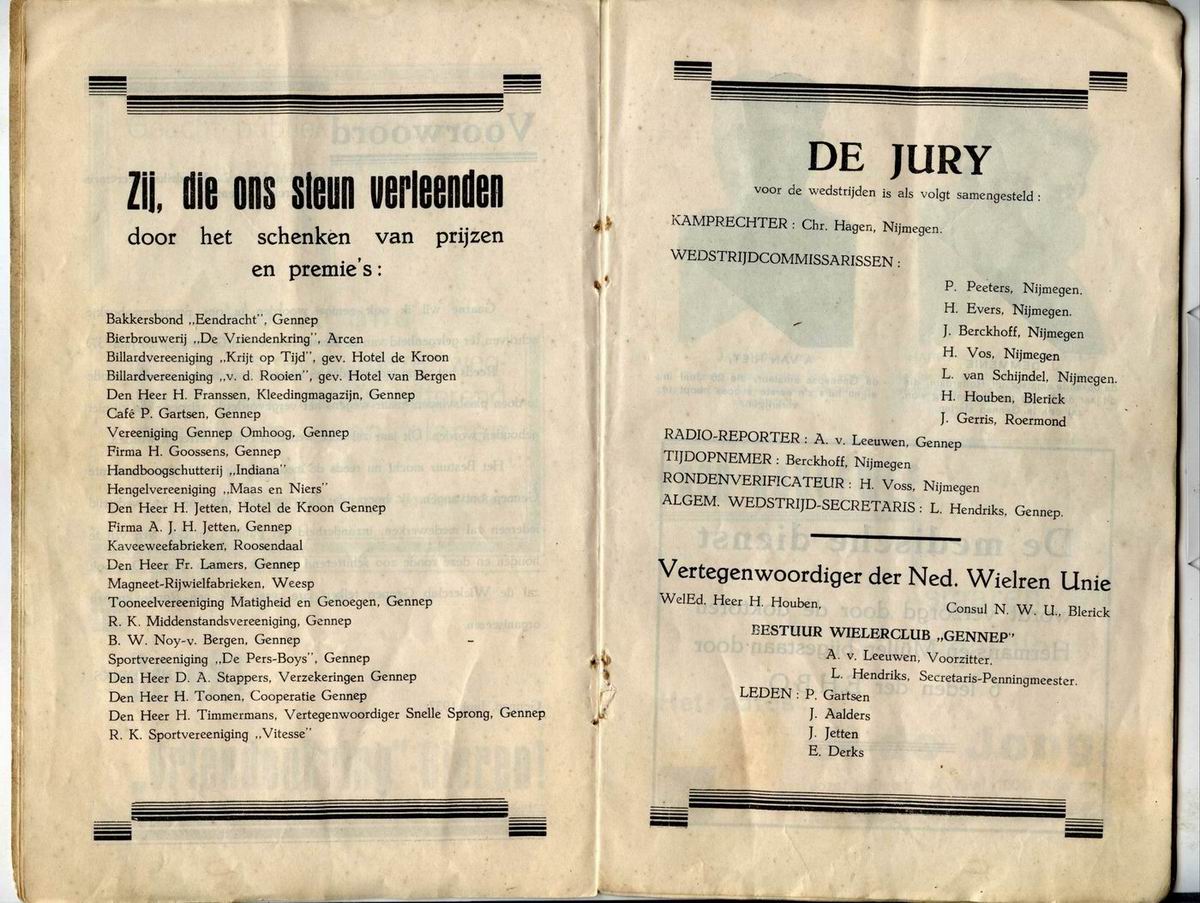 Zij, die ons steun verleenden
door het schenken van prijzen
en premie's :
Bakkersbond „Eendracht", Gennep
Bierbrouwerij „De Vriendenkring", Arcen
Billardvereeniging „Krijt op Tijd", gev. Hotel de Kroon
Billardvereeniging „v. d. Rooien", gev. Hotel van Bergen
Den Heer H. Franssen, Kleedingmagazijn, Gennep
Café P. Gartsen, Gennep
Vereeniging Gennep Omhoog, Gennep
Firma H. Goossens, Gennep
Handboogschutterij „Indiana"
Hengelvereeniging „Maas en Niers"
Den Heer H. Jetten, Hotel de Kroon Gennep
Firma A. J. H. Jetten, Gennep
Kaveeweefabrieken, Roosendaal
Den Heer Fr. Lamers, Gennep
Magneet-Rijwielfabrieken, Weesp
Tooneelvereeniging Matigheid en Genoegen, Gennep
R. K. Middenstandsvereeniging, Gennep
B. W. Noy-v. Bergen, Gennep
Sportvereeniging „De Pers-Boys", Gennep
Den Heer D. A. Stappers, Verzekeringen Gennep
Den Heer H. Toonen, Cooperatie Gennep
Den Heer H. Timmermans, Vertegenwoordiger Snelle Sprong, Gennep
R. K. Sportvereeniging „Vitesse"
DE JURY
voor de wedstrijden is als volgt samengesteld :
KAMPRECHTER : Chr. Hagen, Nijmegen.
WEDSTRIJDCOMMISSARISSEN :
P. Peeters, Nijmegen.
H. Evers, Nijmegen.
J. Berckhoff, Nijmegen
H. Vos, Nijmegen
L. van Schijndel, Nijmegen.
H. Houben, Blerick
J. Gerris, Roermond
RADIO-REPORTER : A. v. Leeuwen, Gennep
TIJDOPNEMER : Berckhoff, Nijmegen
RONDENVERIFICATEUR : H. Voss, Nijmegen
ALGEM. WEDSTRIJD-SECRETARIS : L. Hendriks, Gennep.
Vertegenwoordiger der Ned. Wielren Unie
WelEd. Heer H. Houben, Consul N. W. U., Blerick
BESTUUR WIELERCLUB „GENNEP"
A. v. Leeuwen, Voorzitter.
L. Hendriks, Secretaris-Penningmeester.
LEDEN : P. Gartsen
J. Aalders
J. Jetten
E. Derks